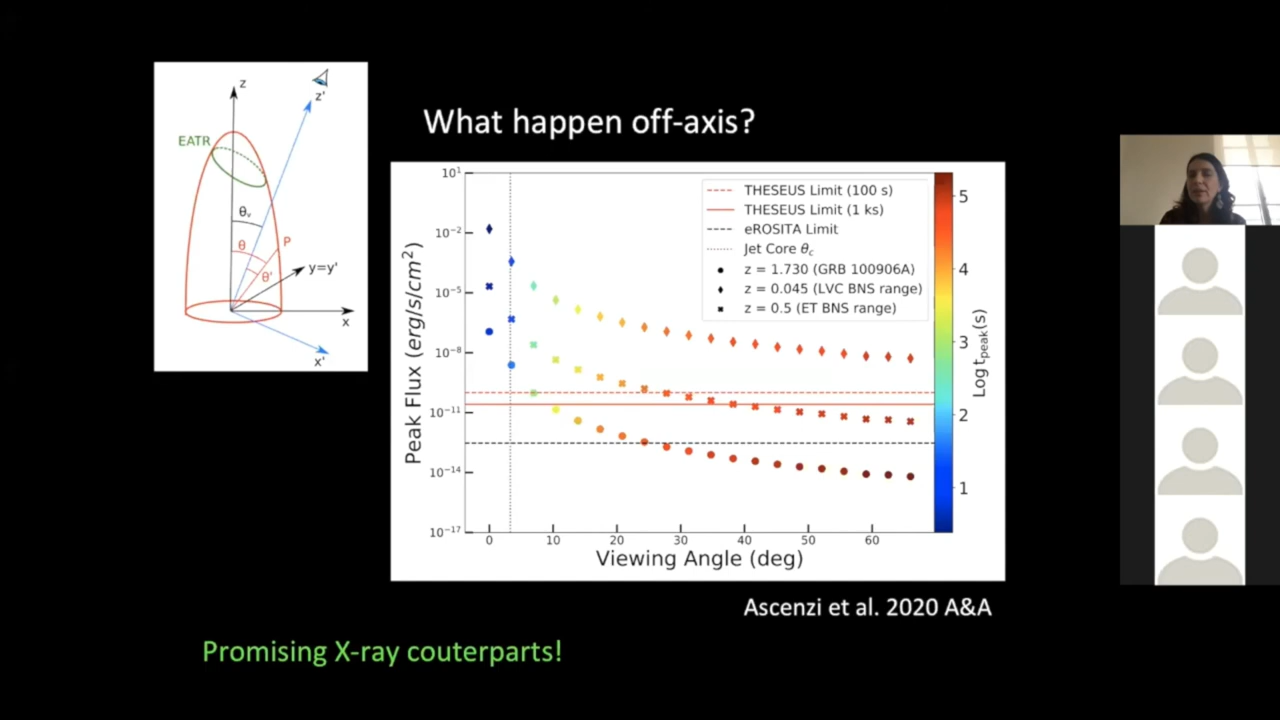 What happen off-axis?
z
z'
EATR
θᵥ
θ
P
θ'
y=y'
x
x'
10¹
10⁻²
10⁻⁵
10⁻⁸
10⁻¹¹
10⁻¹⁴
10⁻¹⁷
Peak Flux (erg/s/cm²)
THESEUS Limit (100 s)
THESEUS Limit (1 ks)
eROSITA Limit
Jet Core θc
z = 1.730 (GRB 100906A)
z = 0.045 (LVC BNS range)
z = 0.5 (ET BNS range)
0 10 20 30 40 50 60
Viewing Angle (deg)
5
4
3
2
1
Log tpeak(s)
Ascenzi et al. 2020 A&A
Promising X-ray couterparts!